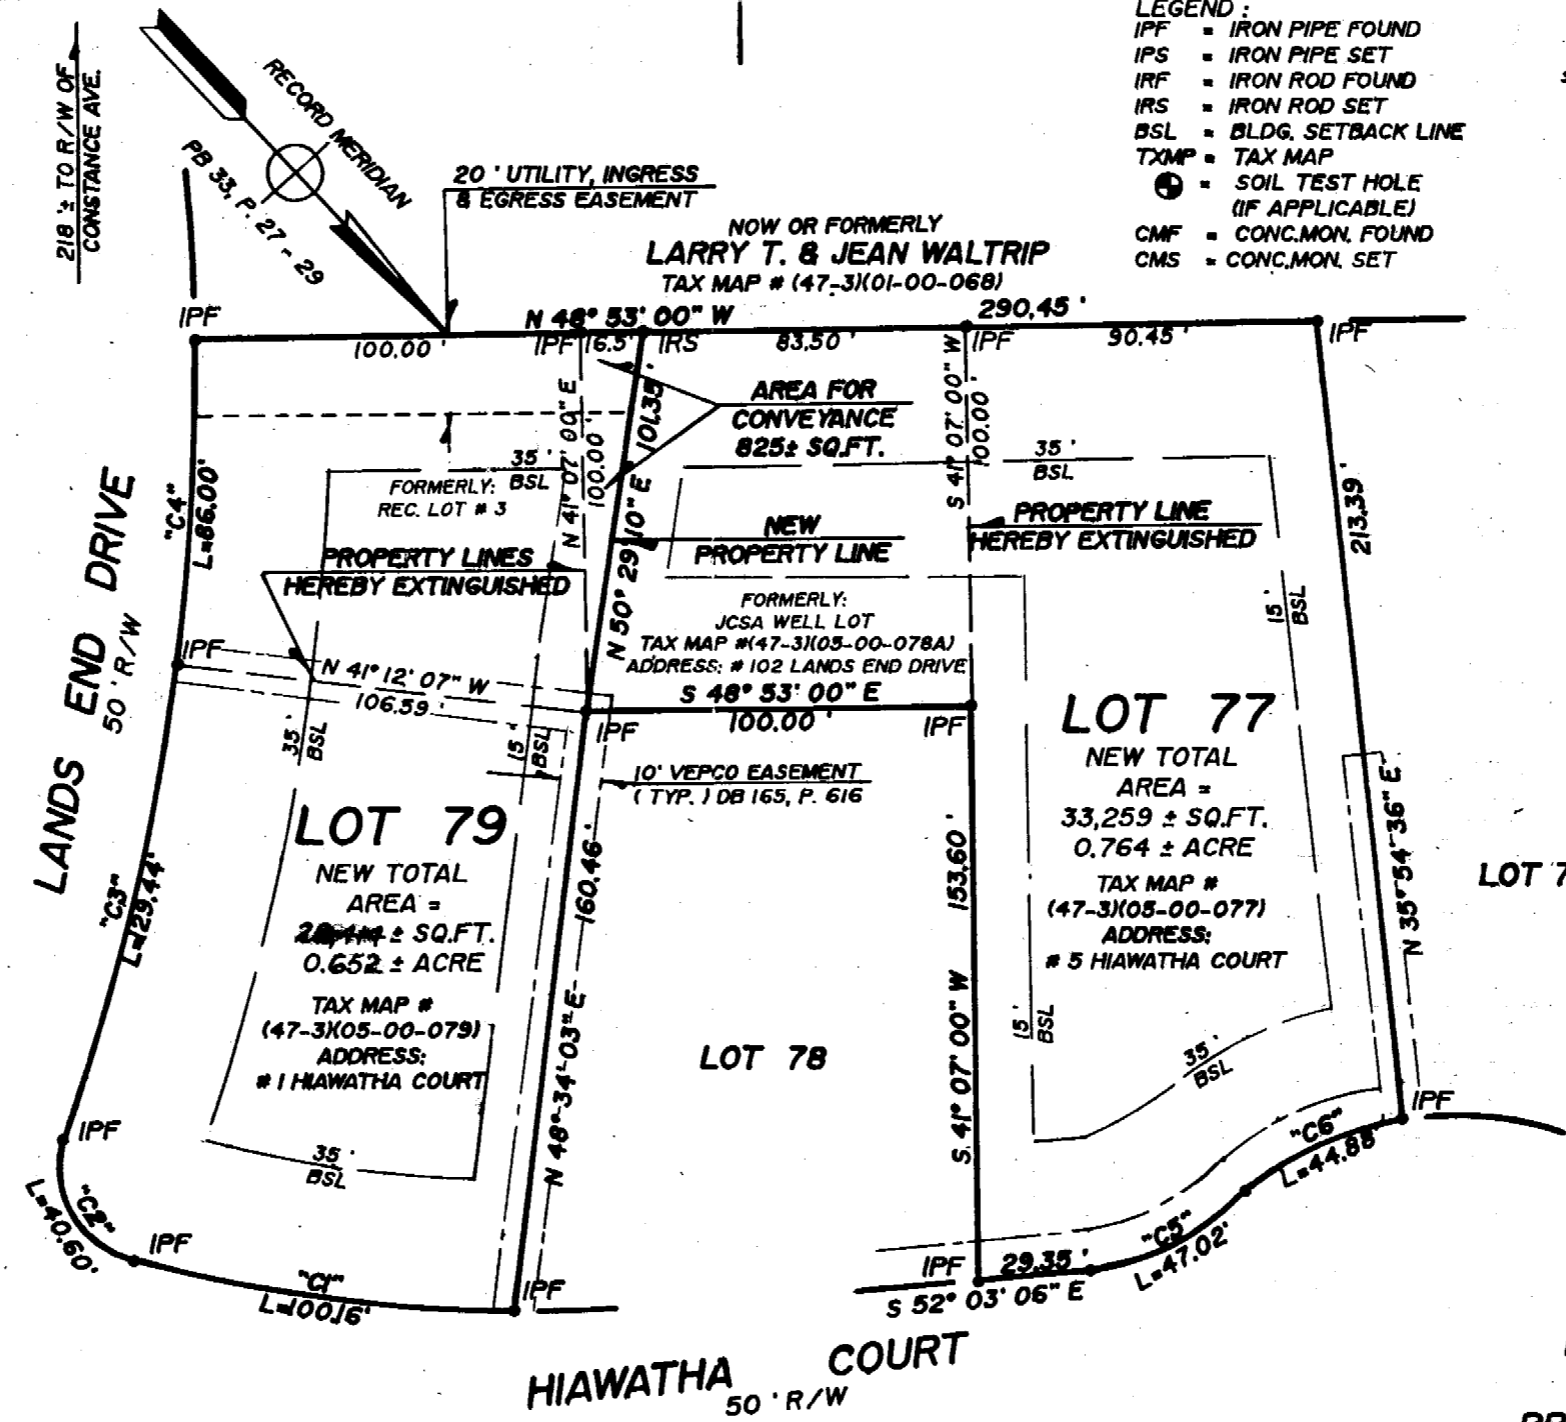 LEGEND :
IPF = IRON PIPE FOUND
IPS = IRON PIPE SET
IRF = IRON ROD FOUND
IRS = IRON ROD SET
BSL = BLDG. SETBACK LINE
TXMP = TAX MAP
= SOIL TEST HOLE
(IF APPLICABLE)
CMF = CONC.MON. FOUND
CMS = CONC.MON. SET
218'± TO R/W OF
CONSTANCE AVE.
RECORD MERIDIAN
PB 33, P. 27 - 29
20 ' UTILITY, INGRESS
& EGRESS EASEMENT
NOW OR FORMERLY
LARRY T. & JEAN WALTRIP
TAX MAP # (47-3)(01-00-068)
IPF
N 48° 53' 00" W
290.45 '
100.00 '
IPF
16.5'
IRS
83.50 '
IPF
90.45 '
IPF
AREA FOR
CONVEYANCE
825± SQ.FT.
N 41° 07' 00" E
100.00 '
N 50° 29' 10" E 101.35 '
S 41° 07' 00" W
100.00 '
35 '
BSL
35 '
BSL
FORMERLY:
REC. LOT # 3
"C4"
L=86.00'
213.39'
PROPERTY LINES
HEREBY EXTINGUISHED
NEW
PROPERTY LINE
PROPERTY LINE
HEREBY EXTINGUISHED
FORMERLY:
JCSA WELL LOT
TAX MAP #(47-3)(05-00-078A)
ADDRESS: # 102 LANDS END DRIVE
15 '
BSL
LANDS END DRIVE
50 ' R/W
IPF
N 41° 12' 07" W
106.59 '
S 48° 53' 00" E
100.00 '
IPF
IPF
35 '
BSL
15 '
BSL
10' VEPCO EASEMENT
( TYP. ) DB 165, P. 616
LOT 77
NEW TOTAL
AREA =
33,259 ± SQ.FT.
0.764 ± ACRE
TAX MAP #
(47-3)(05-00-077)
ADDRESS:
# 5 HIAWATHA COURT
LOT 79
NEW TOTAL
AREA =
± SQ.FT.
0.652 ± ACRE
TAX MAP #
(47-3)(05-00-079)
ADDRESS:
# 1 HIAWATHA COURT
"C3"
L=129.44'
N 48°-34'-03" E
160.46'
153.60 '
S 41° 07' 00" W
N 35°-54'-36" E
LOT 7
LOT 78
15 '
BSL
35 '
BSL
35 '
BSL
IPF
IPF
"C2"
L=40.60'
IPF
"C1"
L=100.16'
IPF
IPF
29.35 '
S 52° 03' 06" E
"C5"
L=47.02'
"C6"
L=44.88'
IPF
HIAWATHA COURT
50 ' R/W